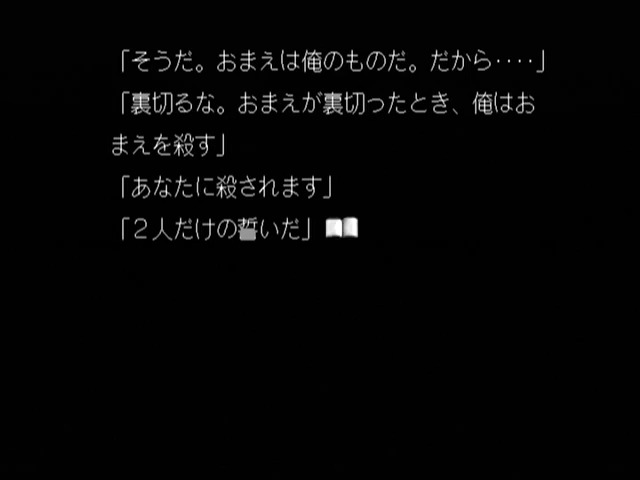 「そうだ。おまえは俺のものだ。だから‥‥」
「裏切るな。おまえが裏切ったとき、俺はお
まえを殺す」
「あなたに殺されます」
「２人だけの誓いだ」